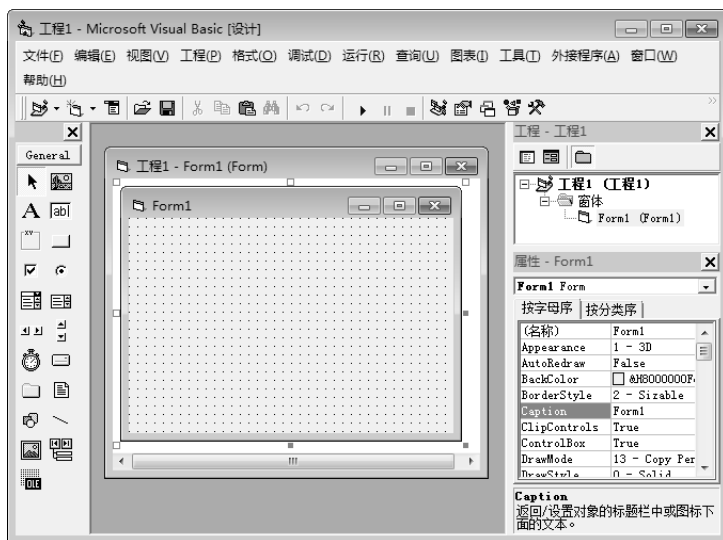 工程1 - Microsoft Visual Basic [设计]
文件(F) 编辑(E) 视图(V) 工程(P) 格式(O) 调试(D) 运行(R) 查询(U) 图表(I) 工具(T) 外接程序(A) 窗口(W)
帮助(H)
General
A
ab
XY
OLE
工程1 - Form1 (Form)
Form1
工程 - 工程1
工程1 (工程1)
窗体
Form1 (Form1)
属性 - Form1
Form1 Form
按字母序 按分类序
(名称) Form1
Appearance 1 - 3D
AutoRedraw False
BackColor &H8000000F
BorderStyle 2 - Sizable
Caption Form1
ClipControls True
ControlBox True
DrawMode 13 - Copy Per
DrawStyle 0 - Solid
Caption
返回/设置对象的标题栏中或图标下
面的文本。